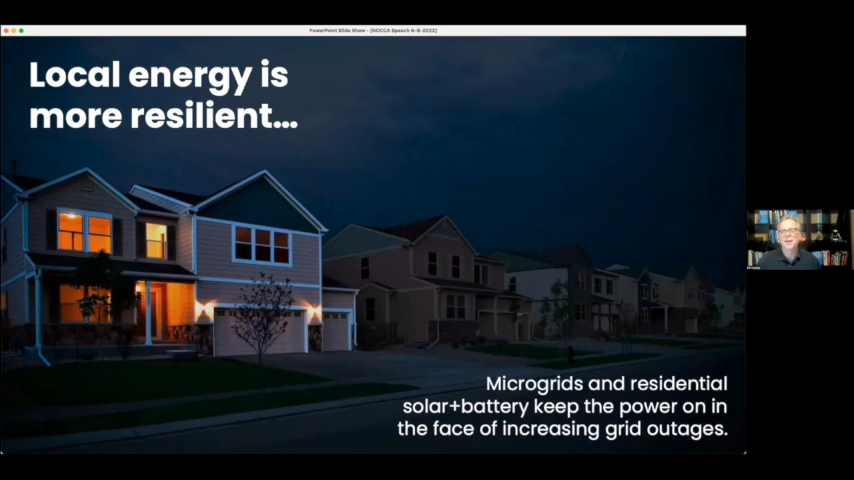 PowerPoint Slide Show - [NCCCA Speech 6-9-2022]
Local energy is
more resilient...
Microgrids and residential
solar+battery keep the power on in
the face of increasing grid outages.